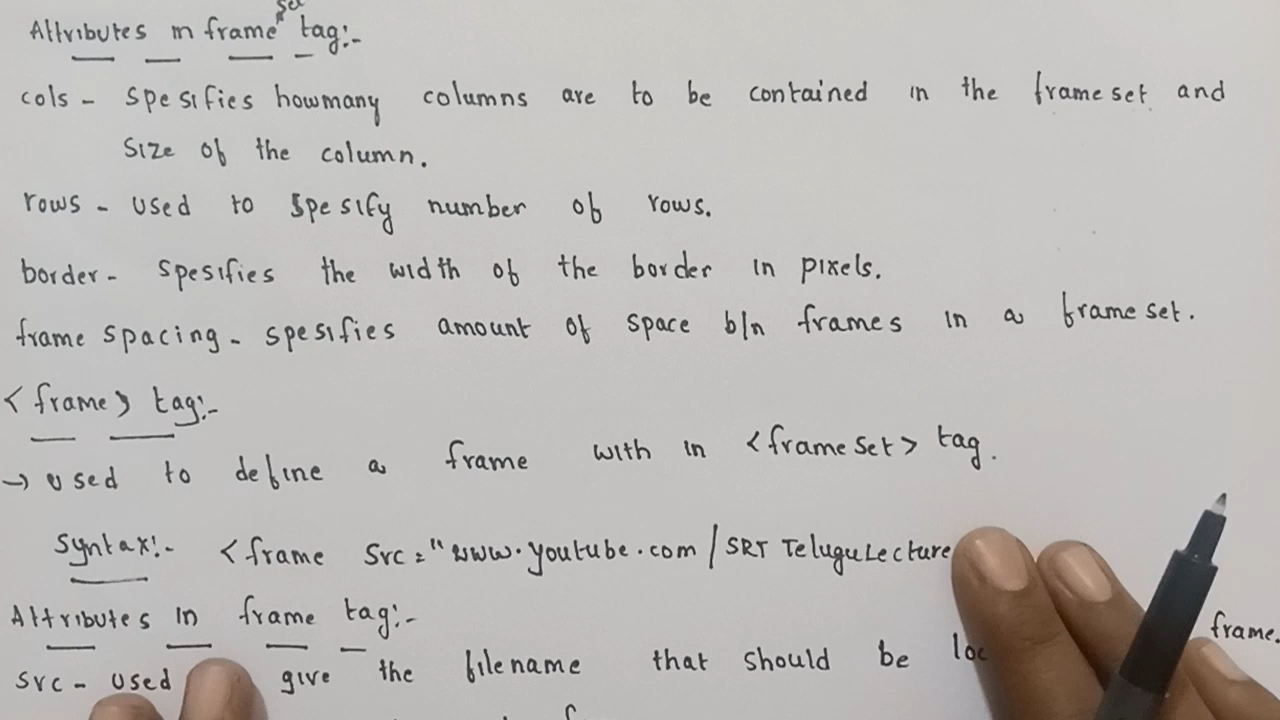 Attributes in frameset tag:-
cols - spesifies howmany columns are to be contained in the frameset and
size of the column.
rows - used to spesify number of rows.
border - spesifies the width of the border in pixels.
frame spacing - spesifies amount of space b/n frames in a frameset.
<frame> tag:-
→ used to define a frame with in <frameset> tag.
Syntax:- <frame src="www.youtube.com/SRT TeluguLecture
Attributes in frame tag:-
src - used give the filename that should be frame.